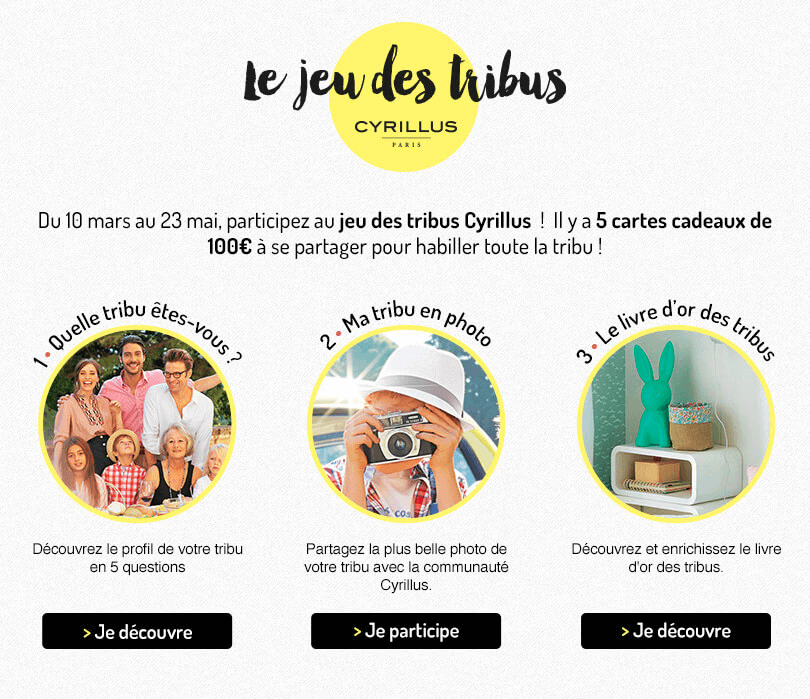 Le jeu des tribus
CYRILLUS
PARIS
Du 10 mars au 23 mai, participez au jeu des tribus Cyrillus ! Il y a 5 cartes cadeaux de
100€ à se partager pour habiller toute la tribu !
1 • Quelle tribu êtes-vous ?
2 • Ma tribu en photo
3 • Le livre d'or des tribus
Découvrez le profil de votre tribu
en 5 questions
Partagez la plus belle photo de
votre tribu avec la communauté
Cyrillus.
Découvrez et enrichissez le livre
d'or des tribus.
> Je découvre
> Je participe
> Je découvre